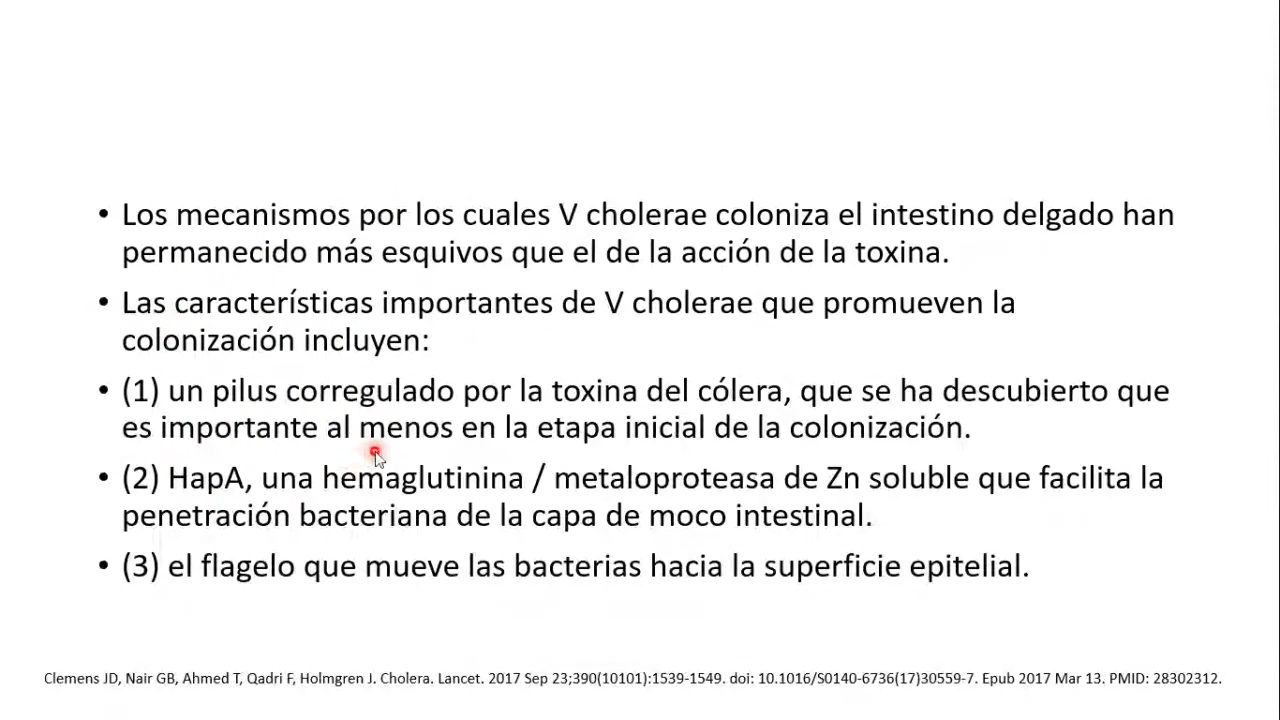 • Los mecanismos por los cuales V cholerae coloniza el intestino delgado han
permanecido más esquivos que el de la acción de la toxina.
• Las características importantes de V cholerae que promueven la
colonización incluyen:
• (1) un pilus corregulado por la toxina del cólera, que se ha descubierto que
es importante al menos en la etapa inicial de la colonización.
• (2) HapA, una hemaglutinina / metaloproteasa de Zn soluble que facilita la
penetración bacteriana de la capa de moco intestinal.
• (3) el flagelo que mueve las bacterias hacia la superficie epitelial.
Clemens JD, Nair GB, Ahmed T, Qadri F, Holmgren J. Cholera. Lancet. 2017 Sep 23;390(10101):1539-1549. doi: 10.1016/S0140-6736(17)30559-7. Epub 2017 Mar 13. PMID: 28302312.